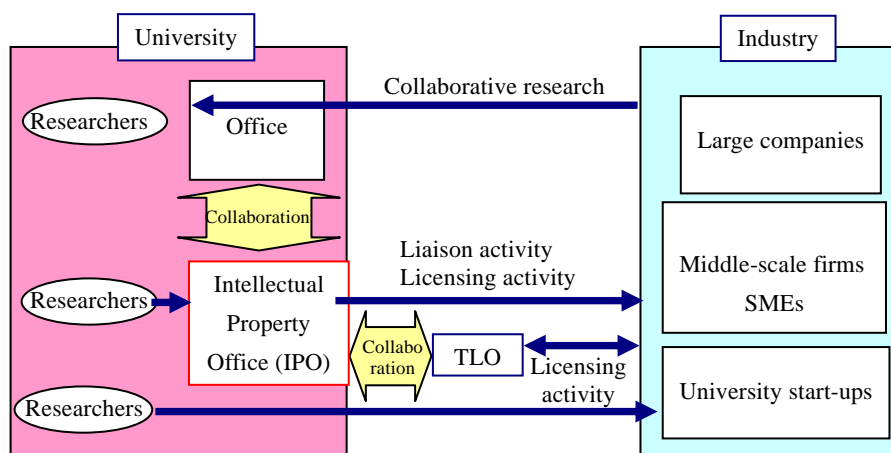 University
Industry
Collaborative research
Researchers
Office
Large companies
Collaboration
Liaison activity
Licensing activity
Middle-scale firms
SMEs
Researchers
Intellectual
Property
Office (IPO)
Collabo
ration
TLO
Licensing
activity
University start-ups
Researchers